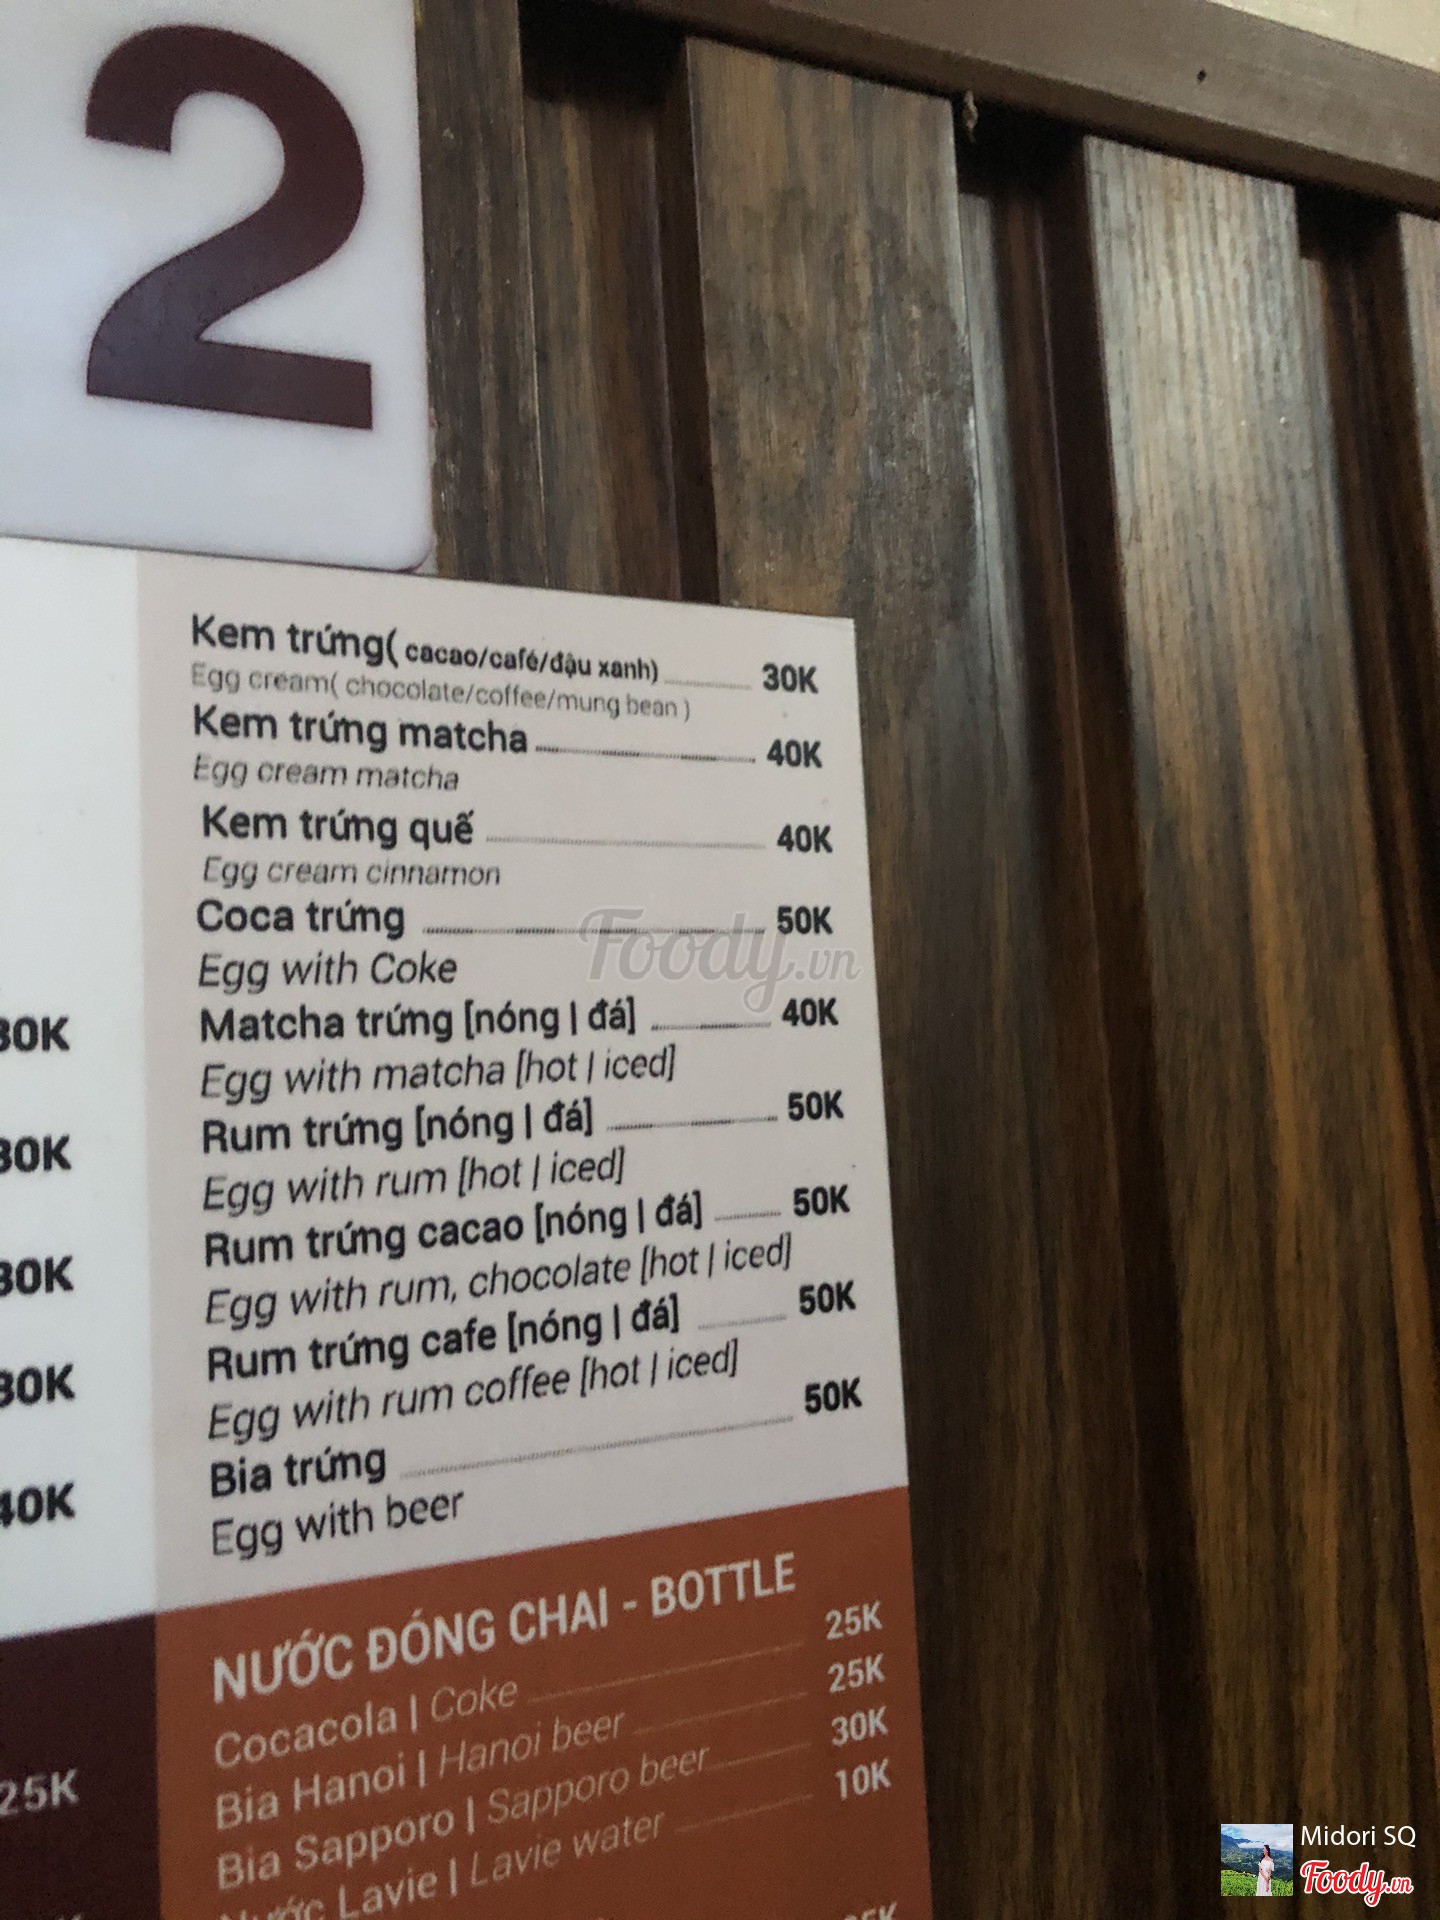 2
Kem trứng( cacao/café/đậu xanh) 30K
Egg cream( chocolate/coffee/mung bean )
Kem trứng matcha 40K
Egg cream matcha
Kem trứng quế 40K
Egg cream cinnamon
Coca trứng 50K
Egg with Coke
Matcha trứng [nóng | đá] 40K
Egg with matcha [hot | iced]
Rum trứng [nóng | đá] 50K
Egg with rum [hot | iced]
Rum trứng cacao [nóng | đá] 50K
Egg with rum, chocolate [hot | iced]
Rum trứng cafe [nóng | đá] 50K
Egg with rum coffee [hot | iced]
Bia trứng 50K
Egg with beer
NƯỚC ĐÓNG CHAI - BOTTLE
Cocacola | Coke 25K
Bia Hanoi | Hanoi beer 25K
Bia Sapporo | Sapporo beer 30K
Nước Lavie | Lavie water 10K
30K
30K
30K
30K
40K
25K
Foody.vn
Midori SQ
Foody.vn